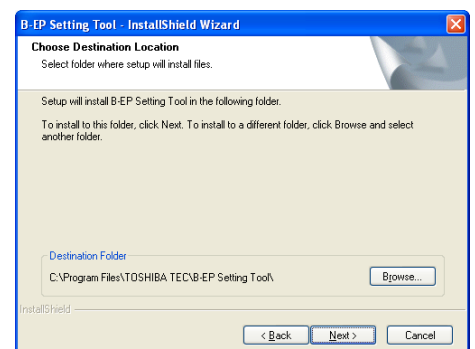 B-EP Setting Tool - InstallShield Wizard
Choose Destination Location
Select folder where setup will install files.
Setup will install B-EP Setting Tool in the following folder.
To install to this folder, click Next. To install to a different folder, click Browse and select
another folder.
Destination Folder
C:\Program Files\TOSHIBA TEC\B-EP Setting Tool\
Browse...
InstallShield
< Back
Next >
Cancel